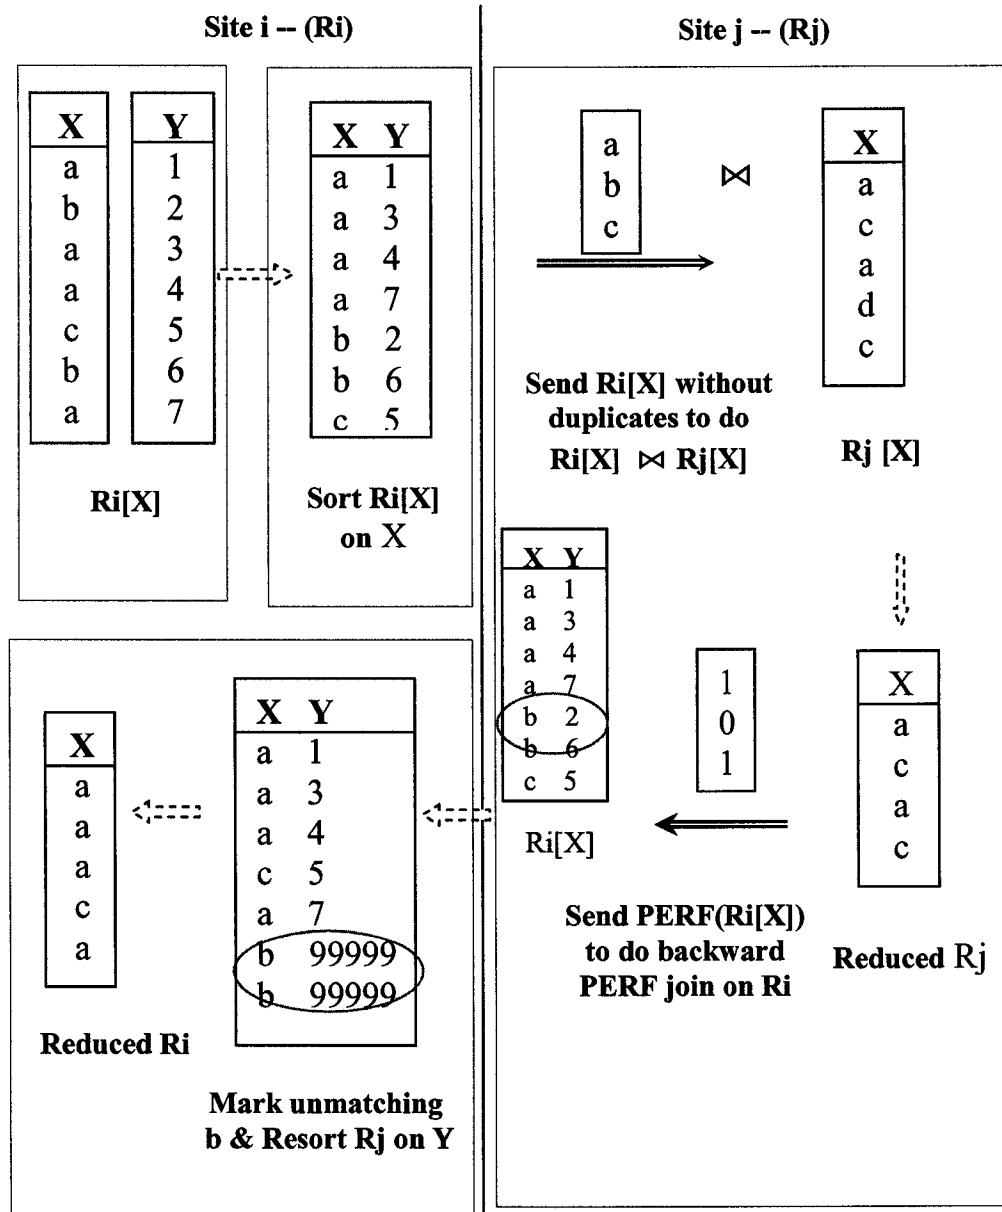 Site i -- (Ri)
X Y
a 1
b 2
a 3
a 4
c 5
b 6
a 7
Ri[X]
X Y
a 1
a 3
a 4
a 7
b 2
b 6
c 5
Sort Ri[X]
on X
Site j -- (Rj)
a
b
c
⋈
X
a
c
a
d
c
Send Ri[X] without
duplicates to do
Ri[X] ⋈ Rj[X]
Rj [X]
X Y
a 1
a 3
a 4
a 7
b 2
b 6
c 5
Ri[X]
1
0
1
X
a
c
a
c
Send PERF(Ri[X])
to do backward
PERF join on Ri
Reduced Rj
X
a
a
a
c
a
Reduced Ri
X Y
a 1
a 3
a 4
c 5
a 7
b 99999
b 99999
Mark unmatching
b & Resort Rj on Y